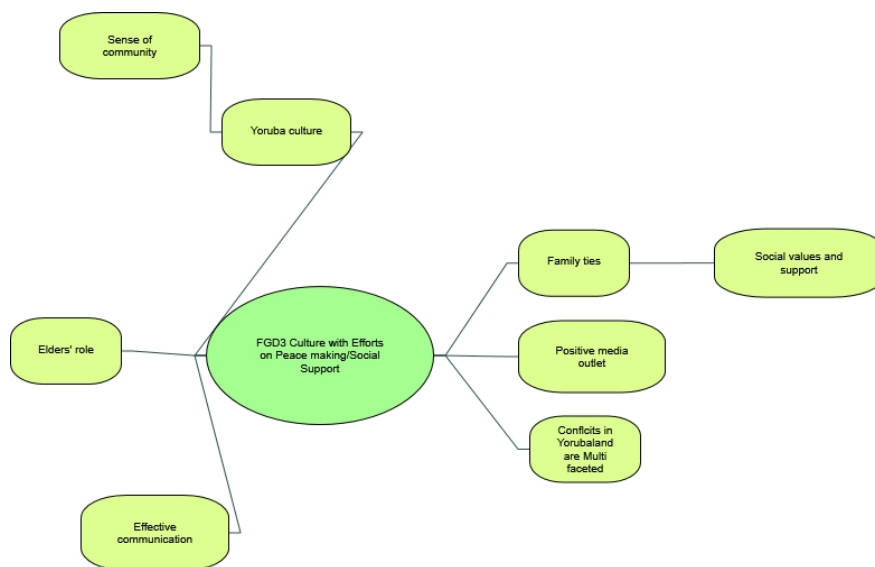 Sense of
community
Yoruba culture
Family ties
Social values and
support
Elders' role
FGD3 Culture with Efforts
on Peace making/Social
Support
Positive media
outlet
Conflcits in
Yorubaland
are Multi
faceted
Effective
communication